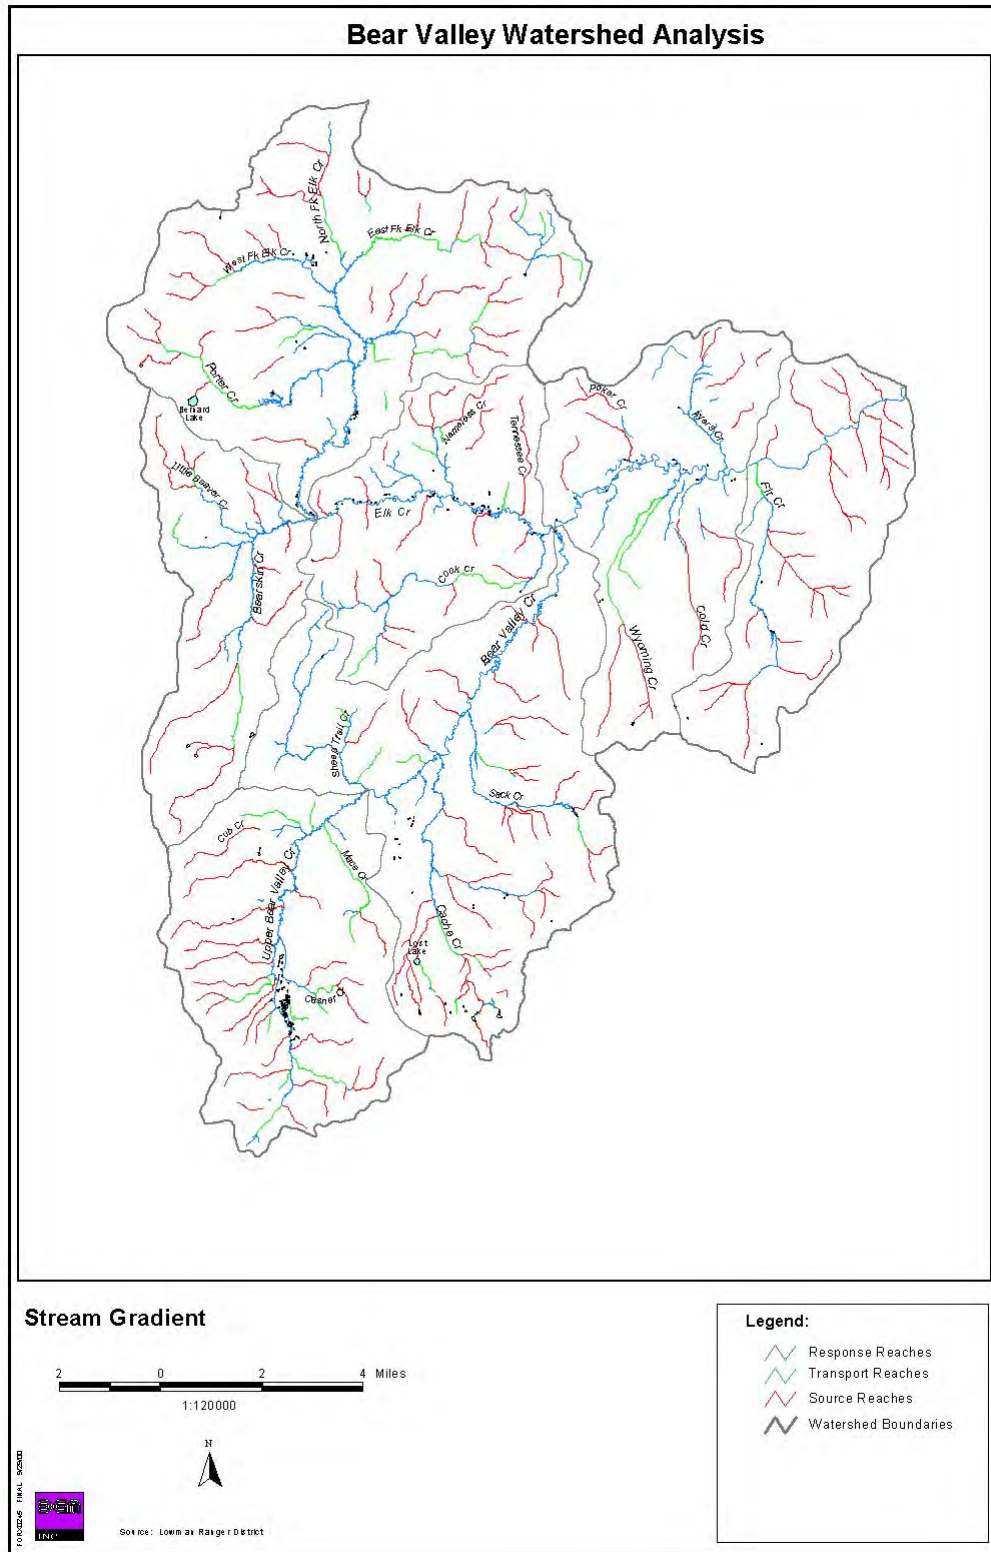 Bear Valley Watershed Analysis
North Fk Elk Cr
East Fk Elk Cr
West Fk Elk Cr.
Porter Cr
Bernard
Lake
Nameless Cr
Tennessee Cr
Poker Cr
Ayers Cr
Little Beaver Cr
Elk Cr
Fir Cr
Bearskin Cr
Cook Cr
Bear Valley Cr
Cold Cr
Wyoming Cr
Sheep Trail Cr
Sack Cr
Cub Cr
Mace Cr
Upper Bear Valley Cr
Cache Cr
Lost
Lake
Casner Cr
Stream Gradient
2 0 2 4 Miles
1:120000
N
Source: Lowman Ranger District
INC
Legend:
Response Reaches
Transport Reaches
Source Reaches
Watershed Boundaries